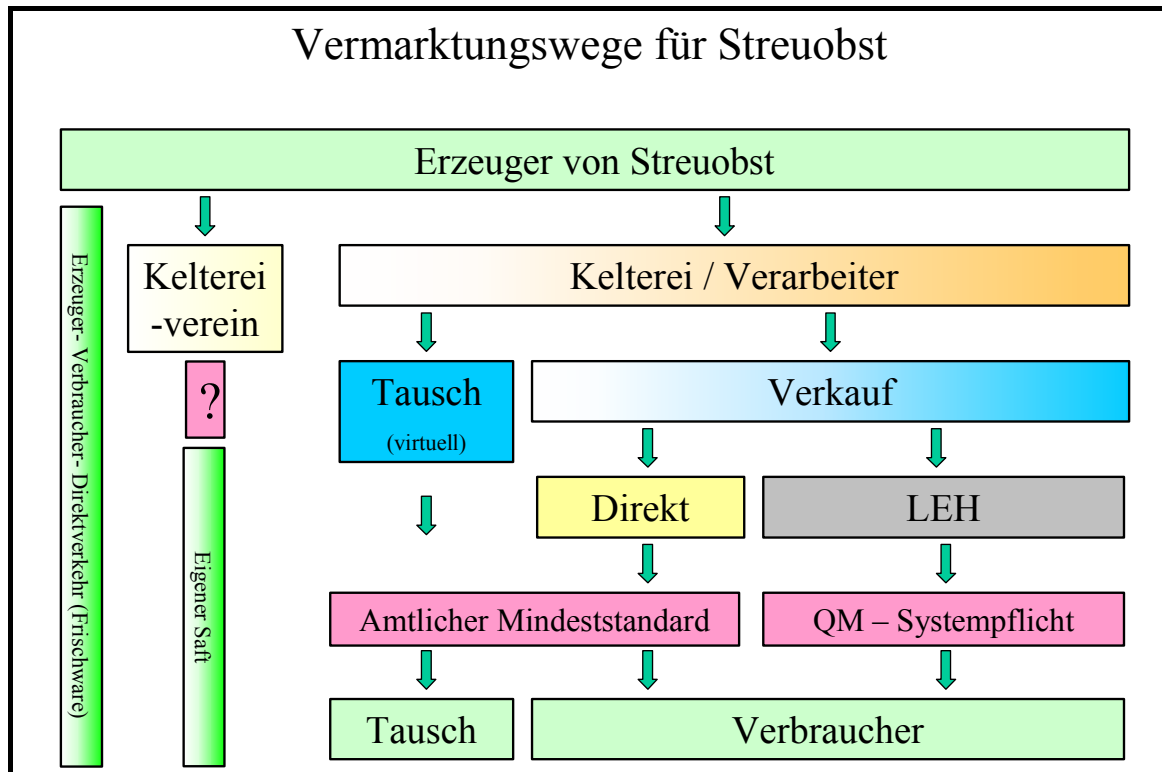 Vermarktungswege für Streuobst
Erzeuger von Streuobst
Erzeuger- Verbraucher- Direktverkehr (Frischware)
Kelterei
-verein
Kelterei / Verarbeiter
?
Tausch
(virtuell)
Verkauf
Eigener Saft
Direkt
LEH
Amtlicher Mindeststandard
QM – Systempflicht
Tausch
Verbraucher